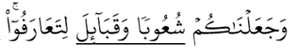 وَجَعَلْنَٰكُمْ شُعُوبًا وَقَبَآئِلَ لِتَعَارَفُوٓا۟ ۚ